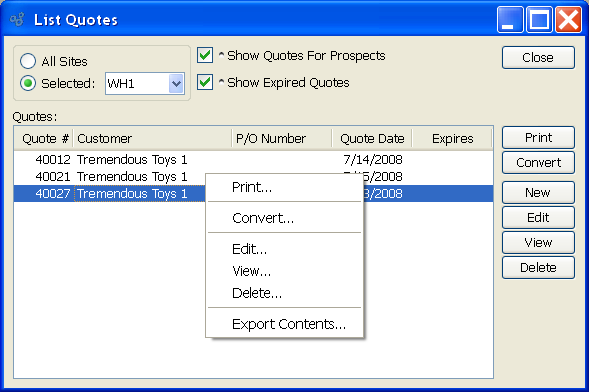 List Quotes
All Sites
Selected: WH1
^ Show Quotes For Prospects
^ Show Expired Quotes
Close
Quotes:
Quote # Customer P/O Number Quote Date Expires
40012 Tremendous Toys 1 7/14/2008
40021 Tremendous Toys 1 5/2008
40027 Tremendous Toys 1 3/2008
Print...
Convert...
Edit...
View...
Delete...
Export Contents...
Print
Convert
New
Edit
View
Delete